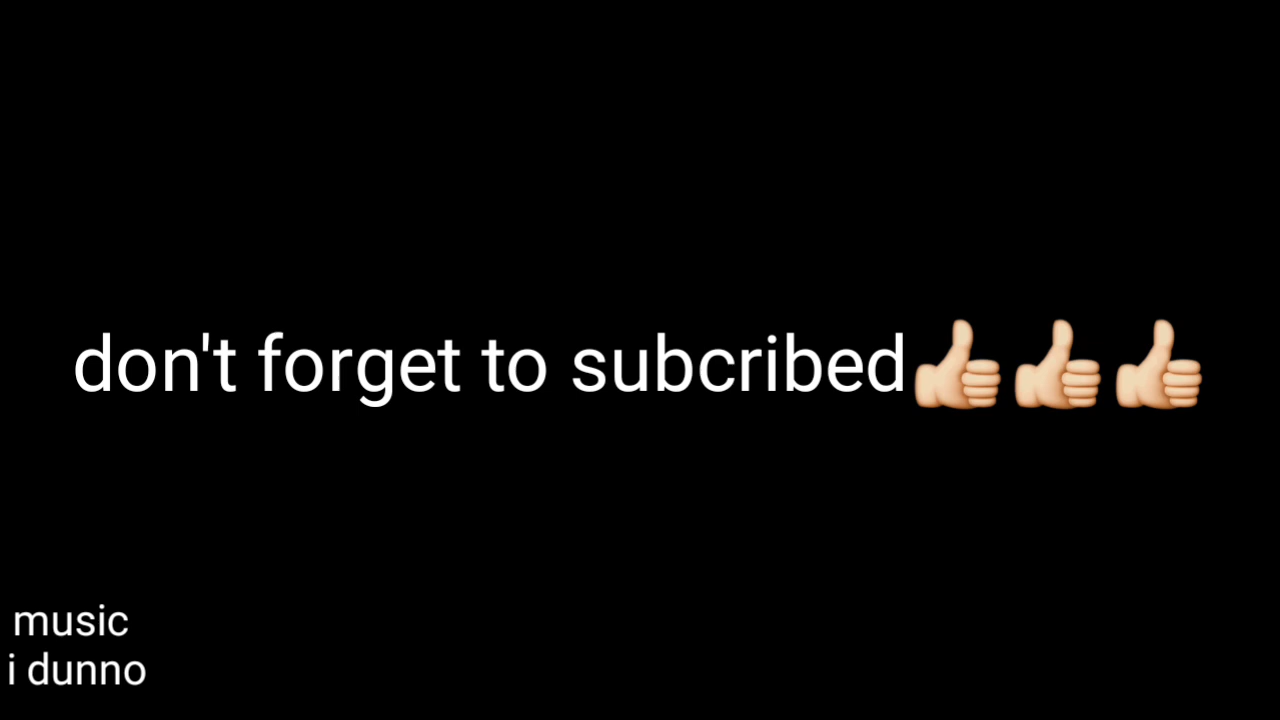 don't forget to subcribed👍🏼👍🏼👍🏼
music
i dunno